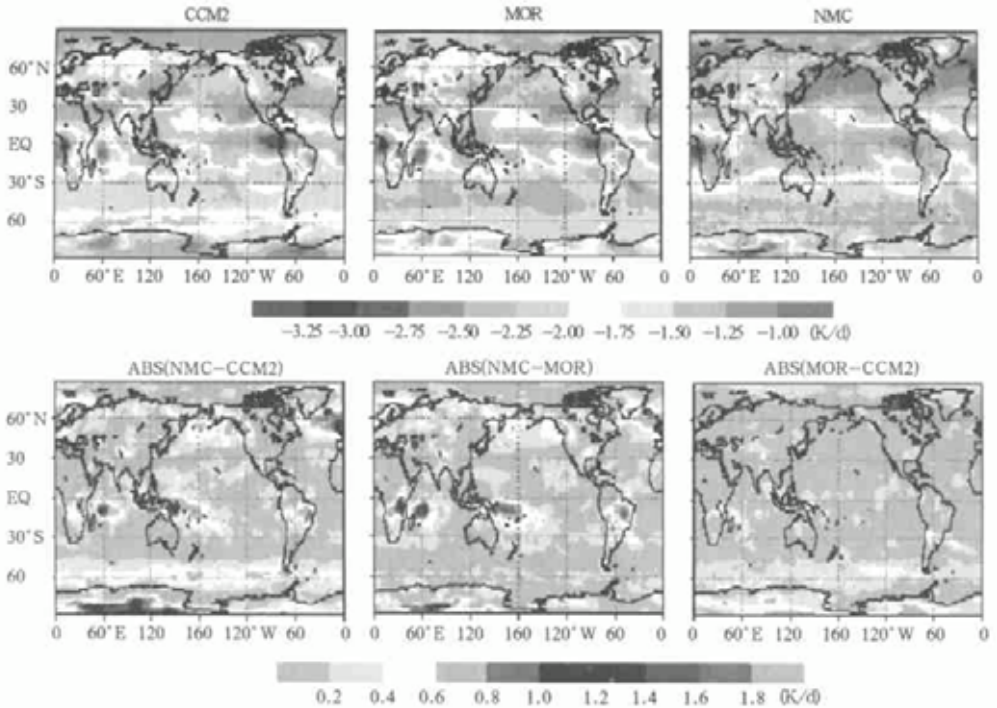 CCM2 MOR NMC
60°N
30
EQ
30°S
60
0 60°E 120 160 120°W 60 0 60°E 120 160 120°W 60 0 60°E 120 160 120°W 60 0
−3.25 −3.00 −2.75 −2.50 −2.25 −2.00 −1.75 −1.50 −1.25 −1.00 (K/d)
ABS(NMC−CCM2) ABS(NMC−MOR) ABS(MOR−CCM2)
60°N
30
EQ
30°S
60
0 60°E 120 160 120°W 60 0 60°E 120 160 120°W 60 0 60°E 120 160 120°W 60 0
0.2 0.4 0.6 0.8 1.0 1.2 1.4 1.6 1.8 (K/d)